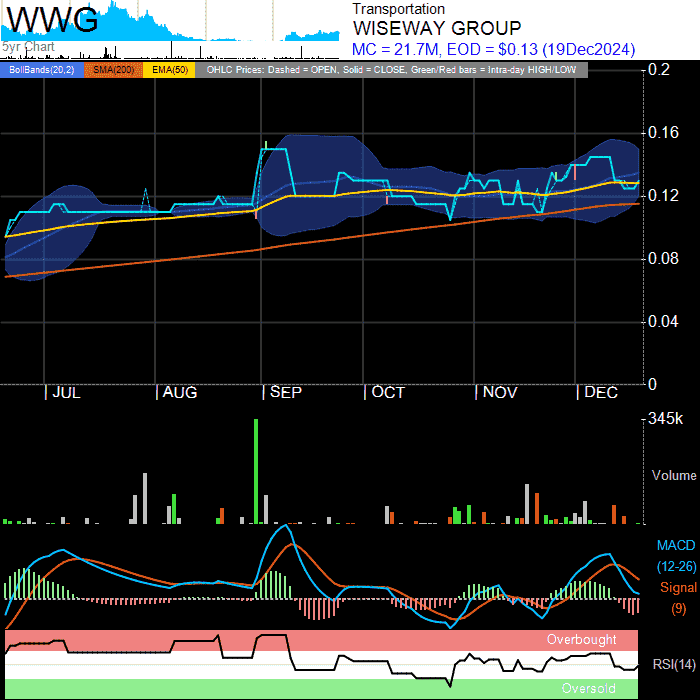 WWG
5yr Chart
Transportation
WISEWAY GROUP
MC = 21.7M, EOD = $0.13 (19Dec2024)
BollBands(20,2) SMA(200) EMA(50) OHLC Prices: Dashed = OPEN, Solid = CLOSE, Green/Red bars = Intra-day HIGH/LOW
0.2
0.16
0.12
0.08
0.04
0
JUL AUG SEP OCT NOV DEC
345k
Volume
MACD
(12-26)
Signal
(9)
Overbought
RSI(14)
Oversold